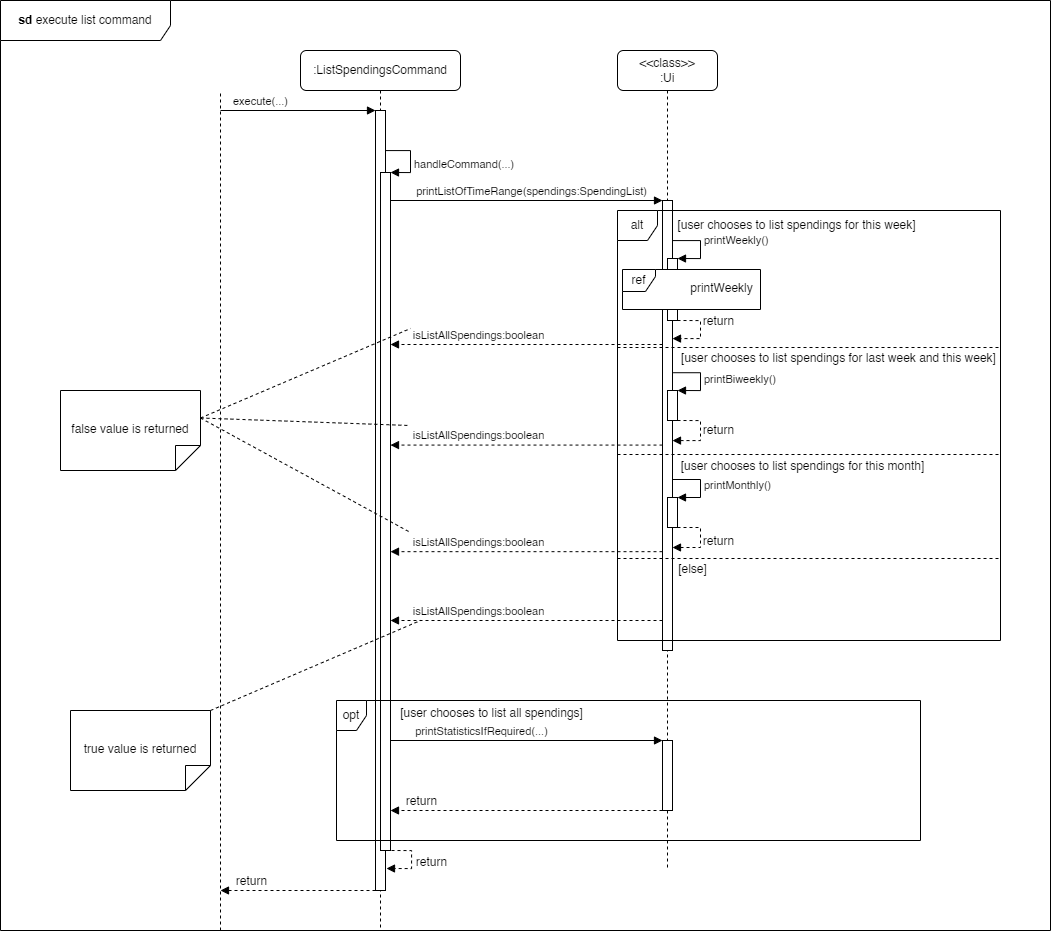 sd execute list command
:ListSpendingsCommand
<<class>>
:Ui
execute(...)
handleCommand(...)
printListOfTimeRange(spendings:SpendingList)
alt
[user chooses to list spendings for this week]
printWeekly()
ref
printWeekly
return
isListAllSpendings:boolean
[user chooses to list spendings for last week and this week]
printBiweekly()
false value is returned
return
isListAllSpendings:boolean
[user chooses to list spendings for this month]
printMonthly()
return
isListAllSpendings:boolean
[else]
isListAllSpendings:boolean
opt
[user chooses to list all spendings]
printStatisticsIfRequired(...)
true value is returned
return
return
return